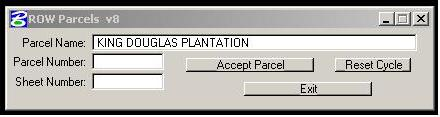 ROW Parcels v8
Parcel Name: KING DOUGLAS PLANTATION
Parcel Number: Accept Parcel Reset Cycle
Sheet Number: Exit